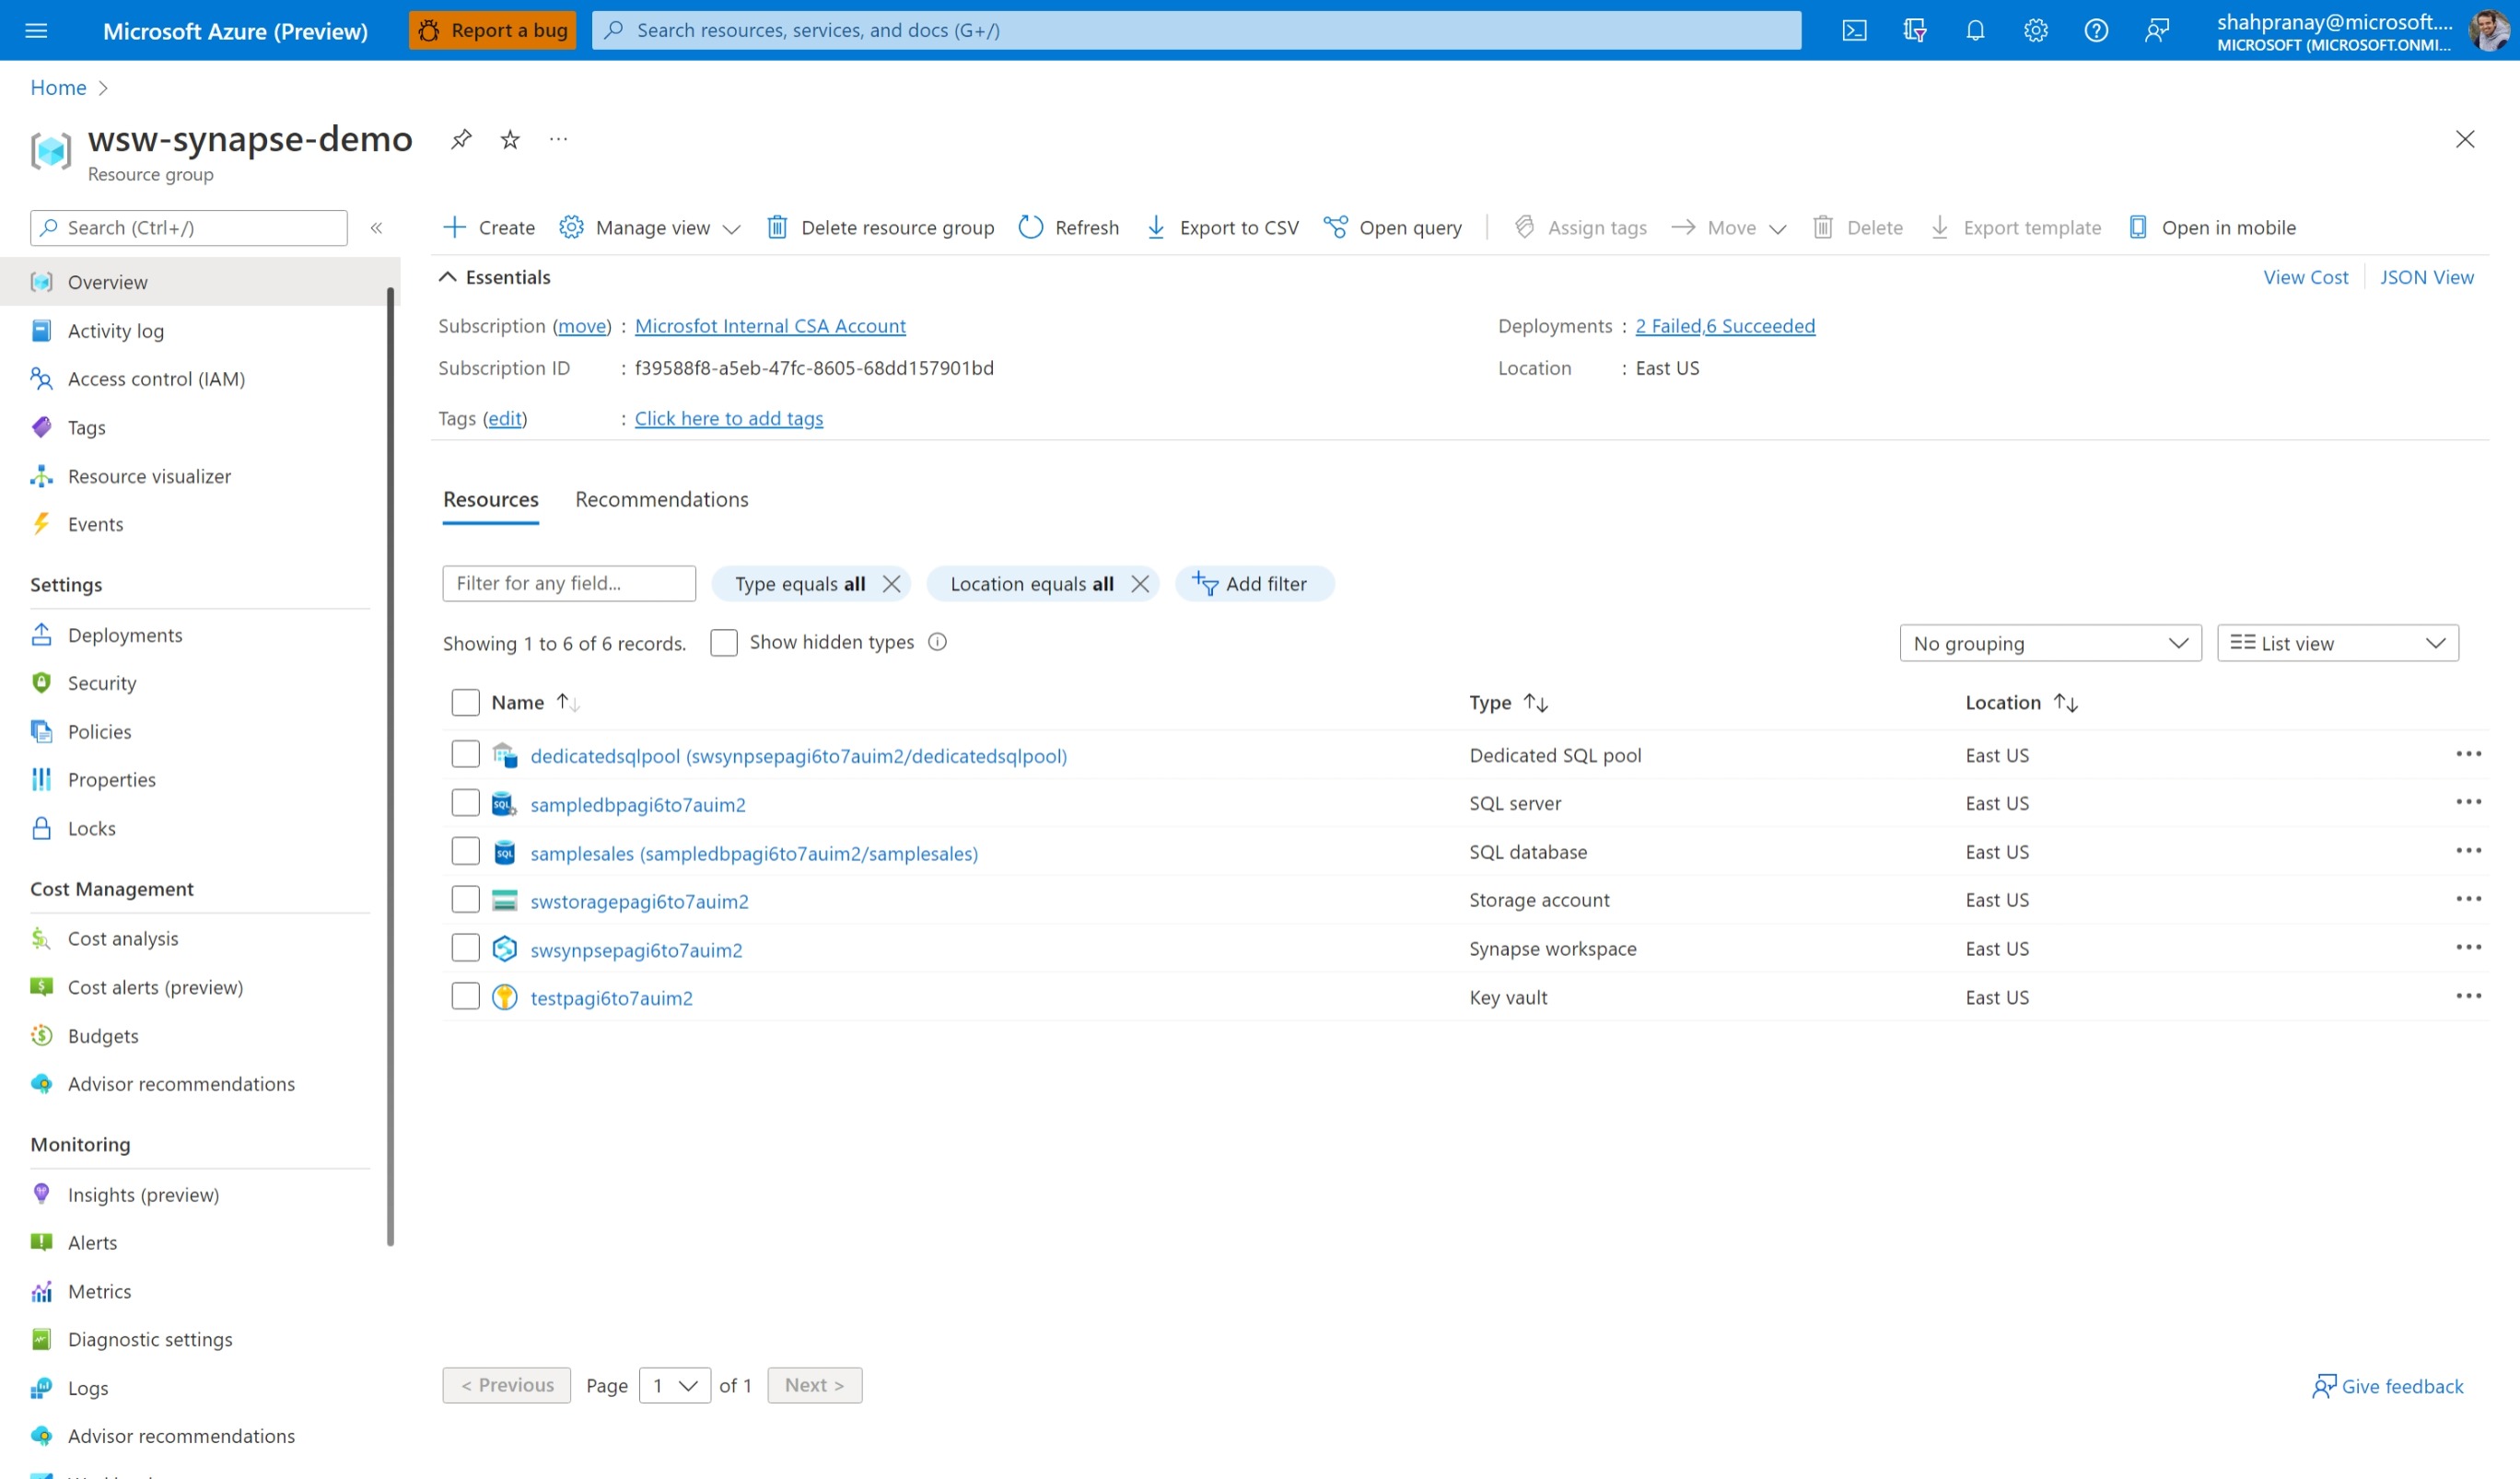 Microsoft Azure (Preview)
Report a bug
Search resources, services, and docs (G+/)
shahpranay@microsoft....
MICROSOFT (MICROSOFT.ONMI...
Home
wsw-synapse-demo
Resource group
Search (Ctrl+/)
Overview
Activity log
Access control (IAM)
Tags
Resource visualizer
Events
Settings
Deployments
Security
Policies
Properties
Locks
Cost Management
Cost analysis
Cost alerts (preview)
Budgets
Advisor recommendations
Monitoring
Insights (preview)
Alerts
Metrics
Diagnostic settings
Logs
Advisor recommendations
Create Manage view Delete resource group Refresh Export to CSV Open query Assign tags Move Delete Export template Open in mobile
Essentials
View Cost JSON View
Subscription (move) : Microsfot Internal CSA Account
Deployments : 2 Failed,6 Succeeded
Subscription ID : f39588f8-a5eb-47fc-8605-68dd157901bd
Location : East US
Tags (edit) : Click here to add tags
Resources Recommendations
Filter for any field... Type equals all Location equals all Add filter
Showing 1 to 6 of 6 records. Show hidden types No grouping List view
Name Type Location
dedicatedsqlpool (swsynpsepagi6to7auim2/dedicatedsqlpool) Dedicated SQL pool East US
sampledbpagi6to7auim2 SQL server East US
samplesales (sampledbpagi6to7auim2/samplesales) SQL database East US
swstoragepagi6to7auim2 Storage account East US
swsynpsepagi6to7auim2 Synapse workspace East US
testpagi6to7auim2 Key vault East US
< Previous Page 1 of 1 Next >
Give feedback